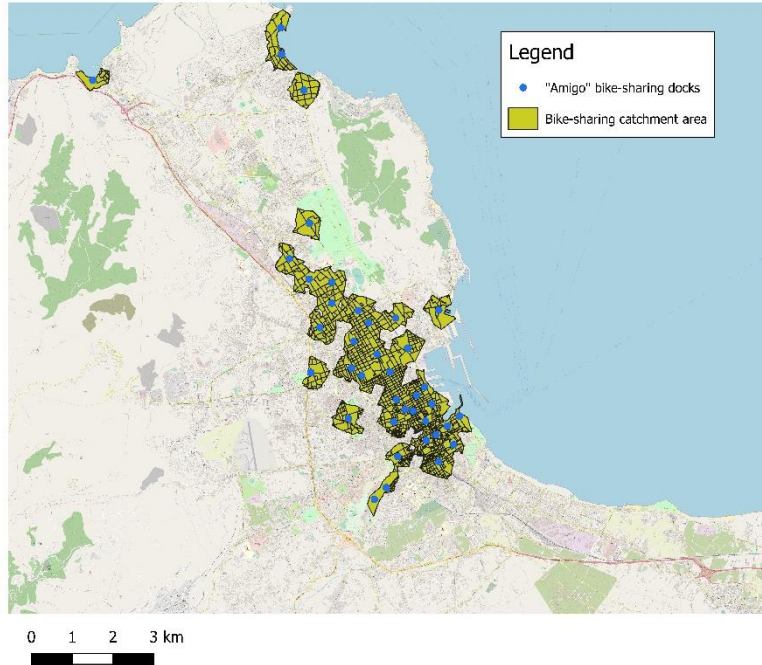 Legend
"Amigo" bike-sharing docks
Bike-sharing catchment area
0 1 2 3 km